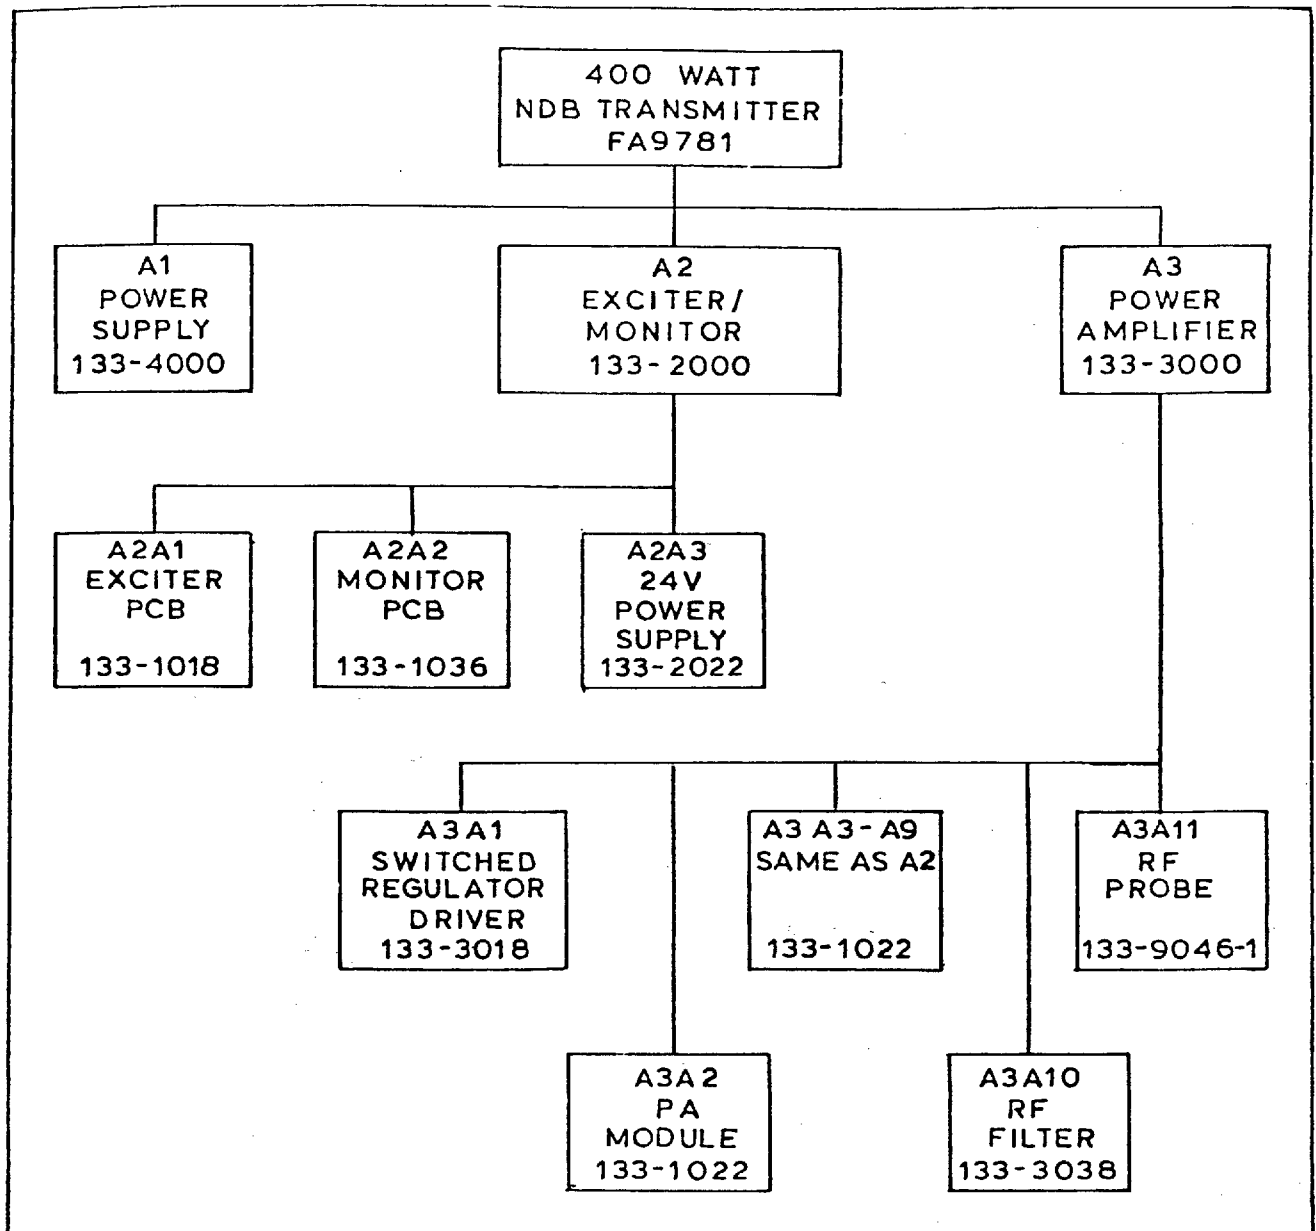 400 WATT
NDB TRANSMITTER
FA9781
A1
POWER
SUPPLY
133-4000
A2
EXCITER/
MONITOR
133-2000
A3
POWER
AMPLIFIER
133-3000
A2A1
EXCITER
PCB
133-1018
A2A2
MONITOR
PCB
133-1036
A2A3
24V
POWER
SUPPLY
133-2022
A3A1
SWITCHED
REGULATOR
DRIVER
133-3018
A3 A3-A9
SAME AS A2
133-1022
A3A11
RF
PROBE
133-9046-1
A3A2
PA
MODULE
133-1022
A3A10
RF
FILTER
133-3038